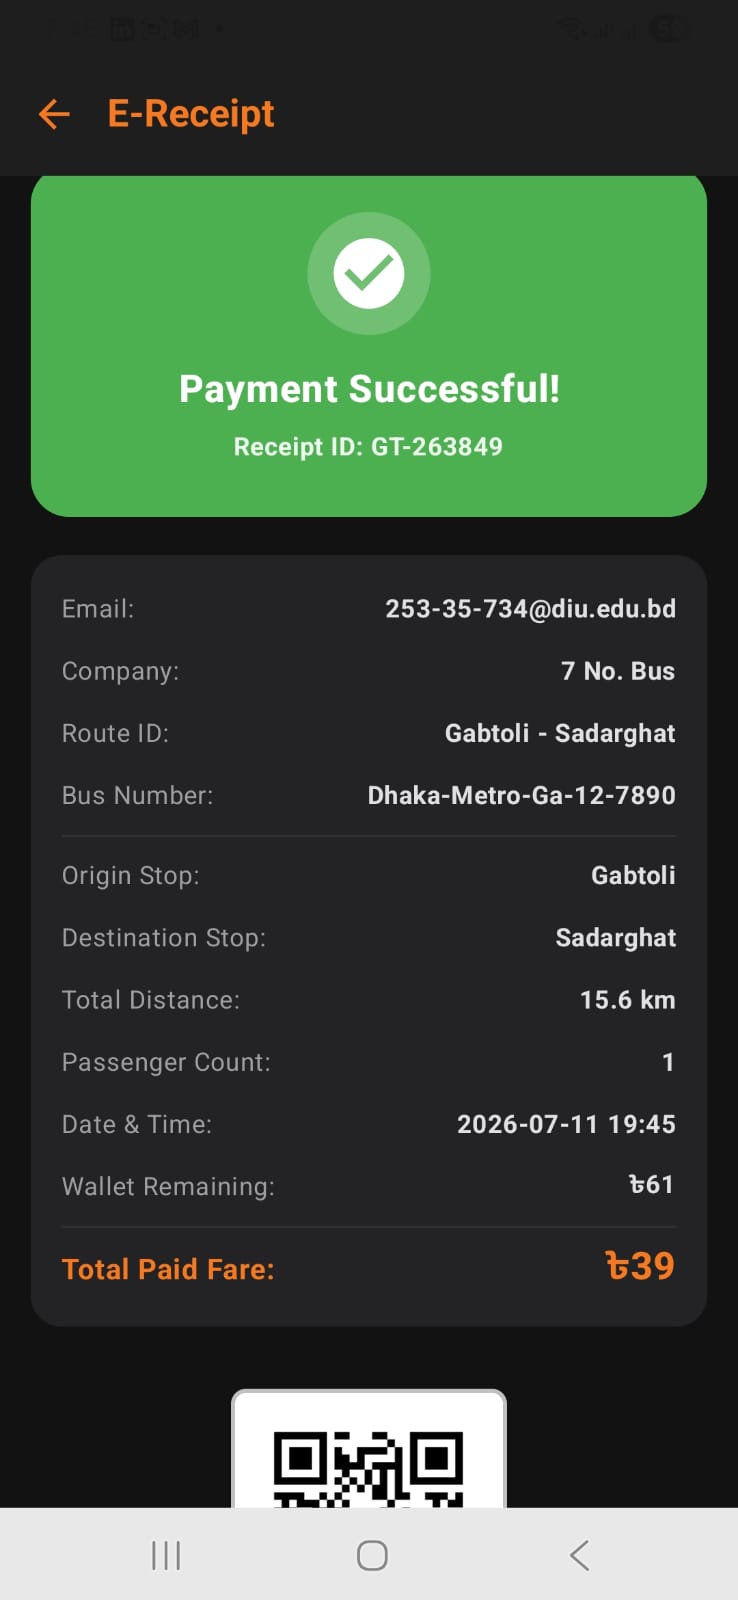 E-Receipt
Payment Successful!
Receipt ID: GT-263849
Email: 253-35-734@diu.edu.bd
Company: 7 No. Bus
Route ID: Gabtoli - Sadarghat
Bus Number: Dhaka-Metro-Ga-12-7890
Origin Stop: Gabtoli
Destination Stop: Sadarghat
Total Distance: 15.6 km
Passenger Count: 1
Date & Time: 2026-07-11 19:45
Wallet Remaining: ৳61
Total Paid Fare: ৳39